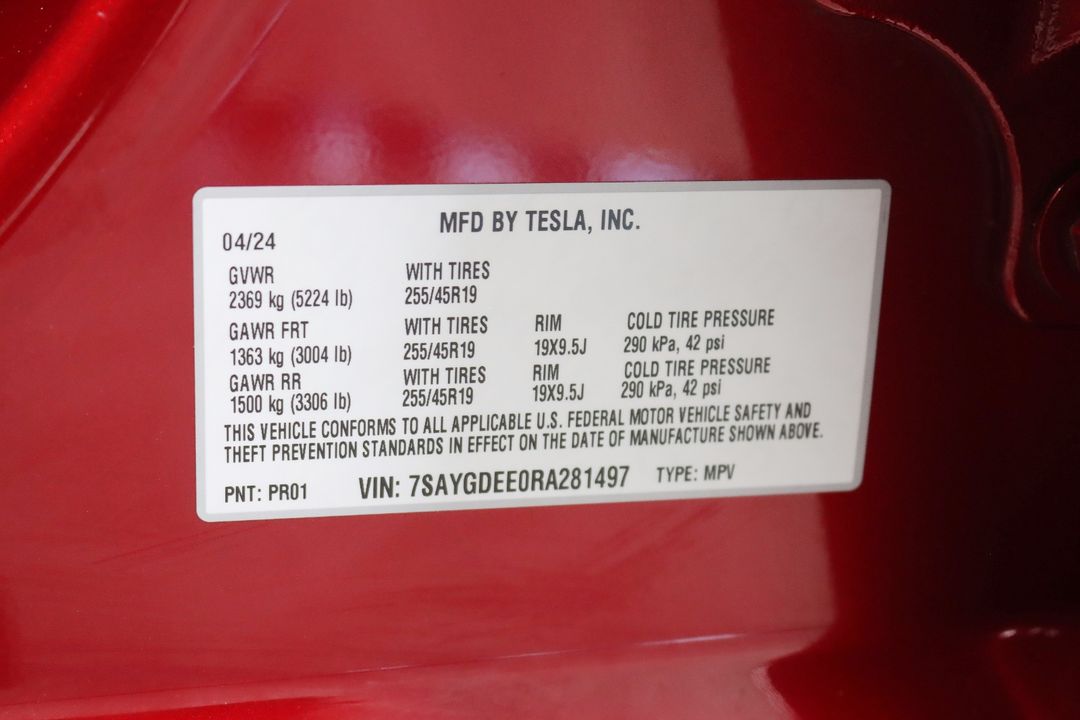 MFD BY TESLA, INC.
04/24
GVWR WITH TIRES
2369 kg (5224 lb) 255/45R19
GAWR FRT WITH TIRES RIM COLD TIRE PRESSURE
1363 kg (3004 lb) 255/45R19 19X9.5J 290 kPa, 42 psi
GAWR RR WITH TIRES RIM COLD TIRE PRESSURE
1500 kg (3306 lb) 255/45R19 19X9.5J 290 kPa, 42 psi
THIS VEHICLE CONFORMS TO ALL APPLICABLE U.S. FEDERAL MOTOR VEHICLE SAFETY AND
THEFT PREVENTION STANDARDS IN EFFECT ON THE DATE OF MANUFACTURE SHOWN ABOVE.
PNT: PR01 VIN: 7SAYGDEE0RA281497 TYPE: MPV